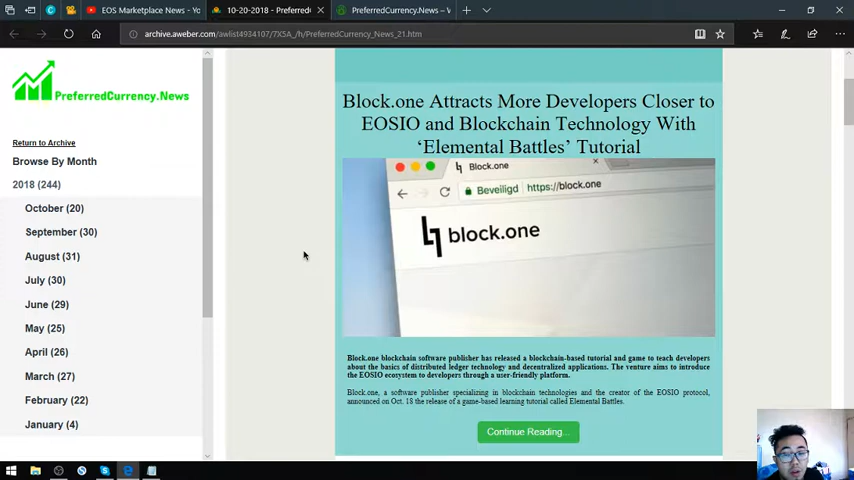 EOS Marketplace News - Yo
10-20-2018 - Preferred
PreferredCurrency.News – V
archive.aweber.com/awlist4934107/7X5A_/h/PreferredCurrency_News_21.htm
PreferredCurrency.News
Return to Archive
Browse By Month
2018 (244)
October (20)
September (30)
August (31)
July (30)
June (29)
May (25)
April (26)
March (27)
February (22)
January (4)
Block.one Attracts More Developers Closer to
EOSIO and Blockchain Technology With
‘Elemental Battles’ Tutorial
Block.one
Beveiligd
https://block.one
block.one
Block.one blockchain software publisher has released a blockchain-based tutorial and game to teach developers
about the basics of distributed ledger technology and decentralized applications. The venture aims to introduce
the EOSIO ecosystem to developers through a user-friendly platform.
Block.one, a software publisher specializing in blockchain technologies and the creator of the EOSIO protocol,
announced on Oct. 18 the release of a game-based learning tutorial called Elemental Battles.
Continue Reading...